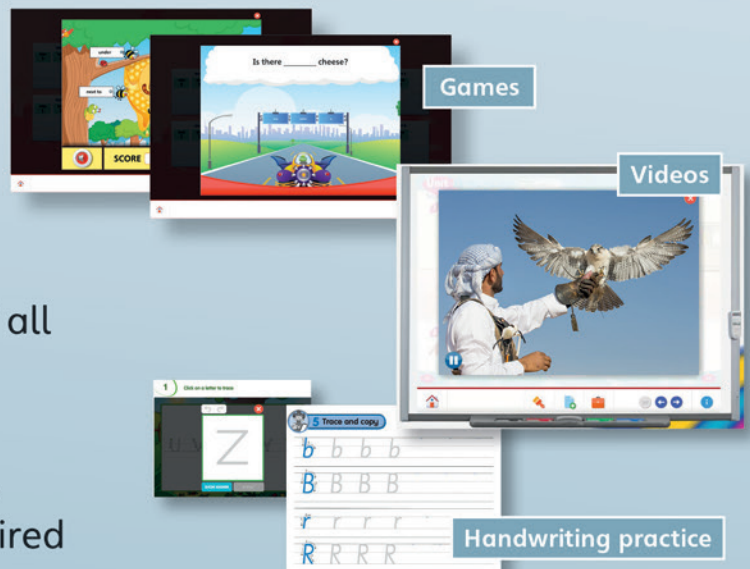 under
next to
SCORE
Is there ________ cheese?
Games
Videos
all
1 Click on a letter to trace
Z
5 Trace and copy
b b b b
B B B B
r r r r
R R R R
ired
Handwriting practice